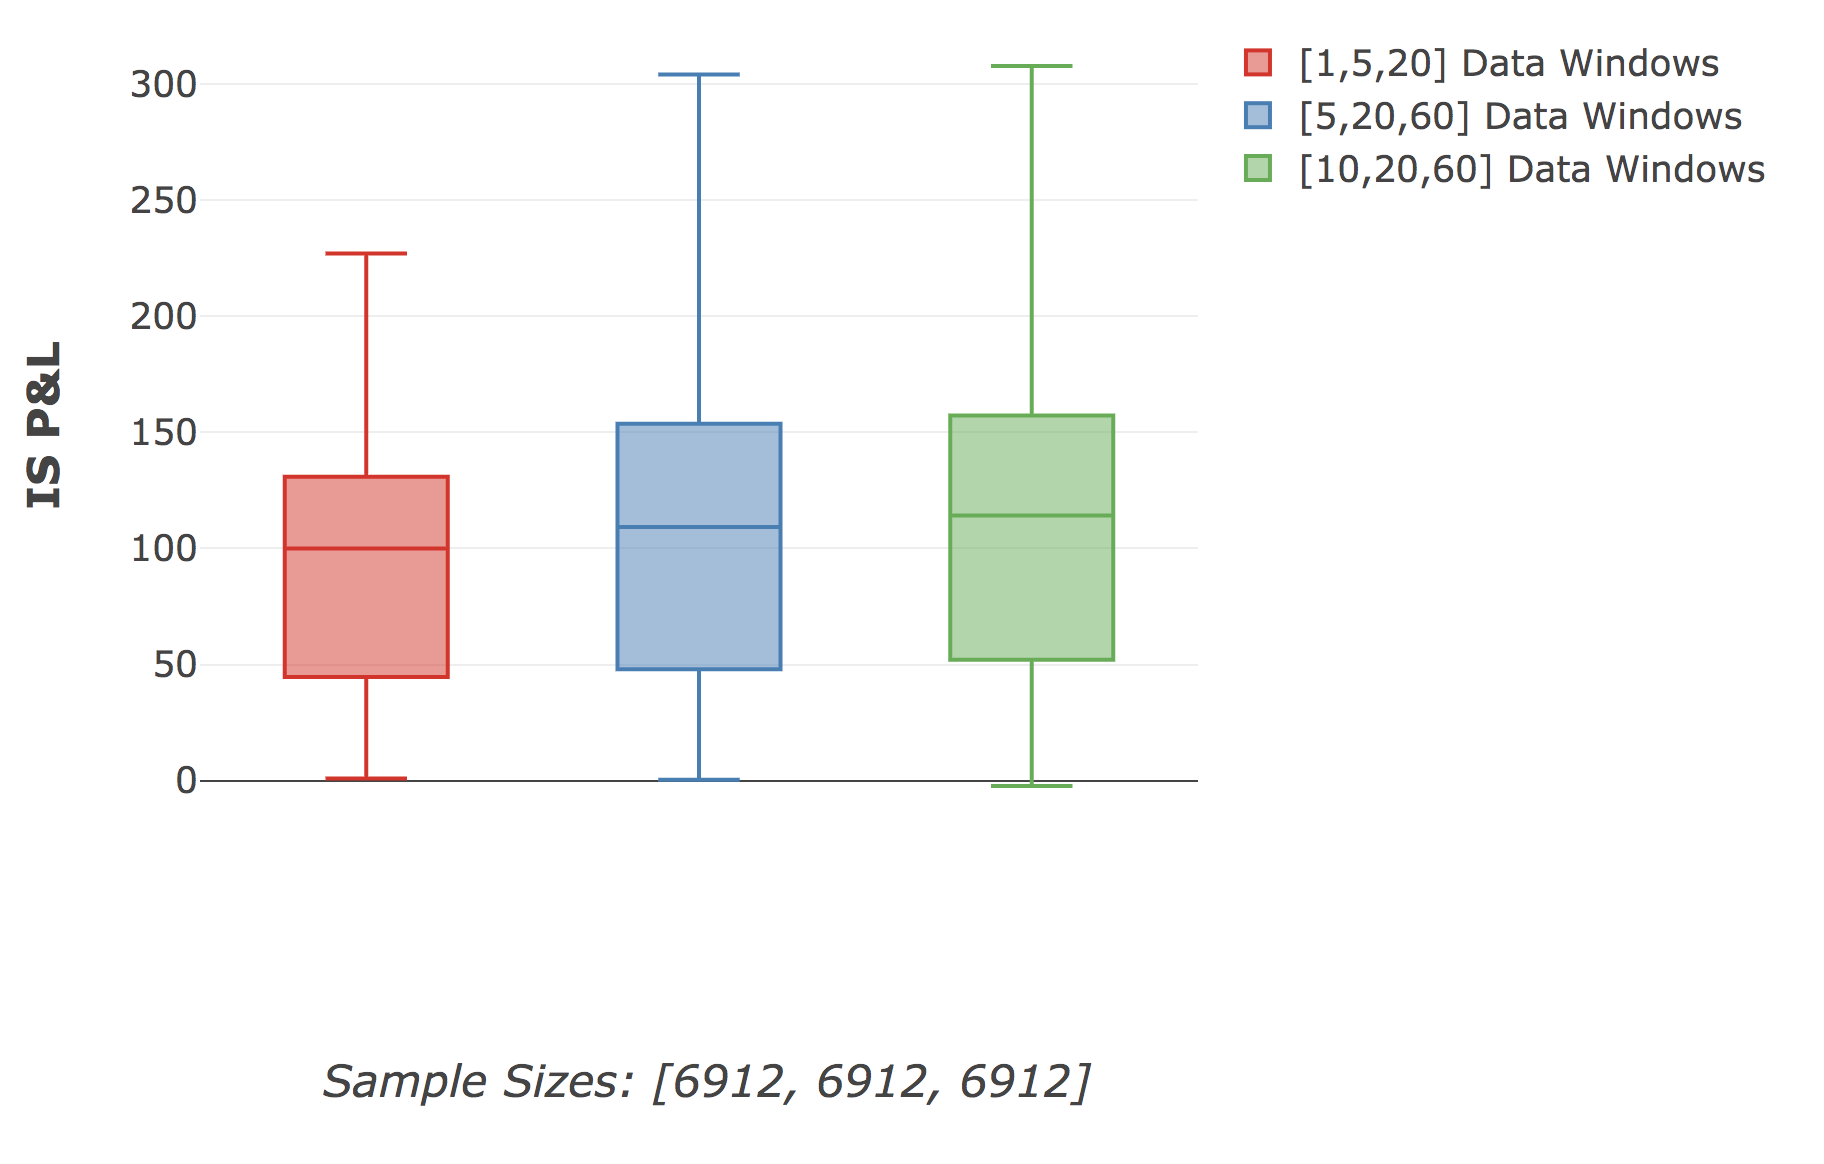 [1,5,20] Data Windows
[5,20,60] Data Windows
[10,20,60] Data Windows
300
250
200
150
100
50
0
IS P&L
Sample Sizes: [6912, 6912, 6912]